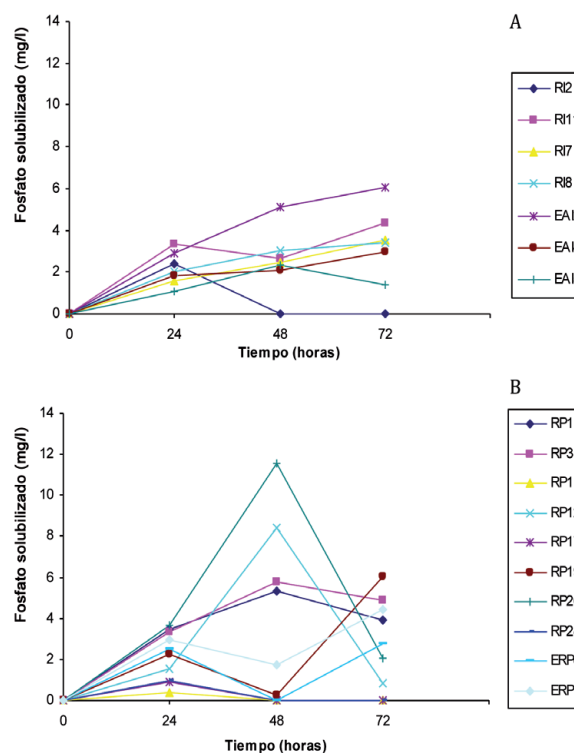 A
Fosfato solubilizado (mg/l)
14
12
10
8
6
4
2
0
0
24
48
72
Tiempo (horas)
RI2
RI1
RI7
RI8
EAI
EAI
EAI
B
Fosfato solubilizado (mg/l)
14
12
10
8
6
4
2
0
0
24
48
72
Tiempo (horas)
RP1
RP3
RP1
RP1
RP1
RP1
RP2
RP2
ERP
ERP